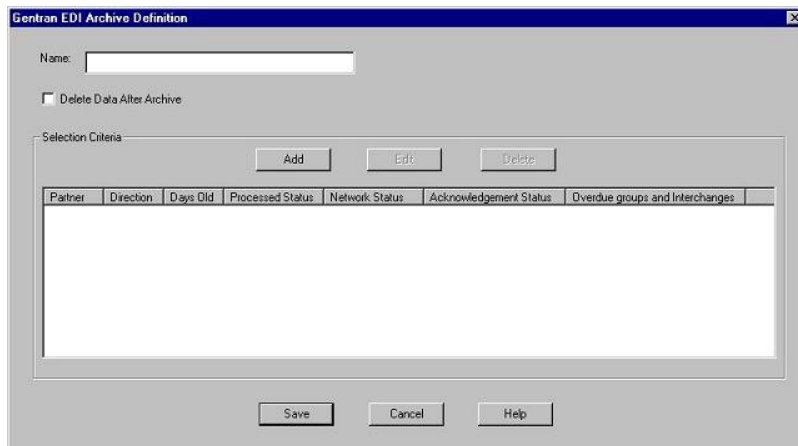 Gentran EDI Archive Definition
Name:
Delete Data After Archive
Selection Criteria
Add Edit Delete
Partner Direction Days Old Processed Status Network Status Acknowledgement Status Overdue groups and Interchanges
Save Cancel Help